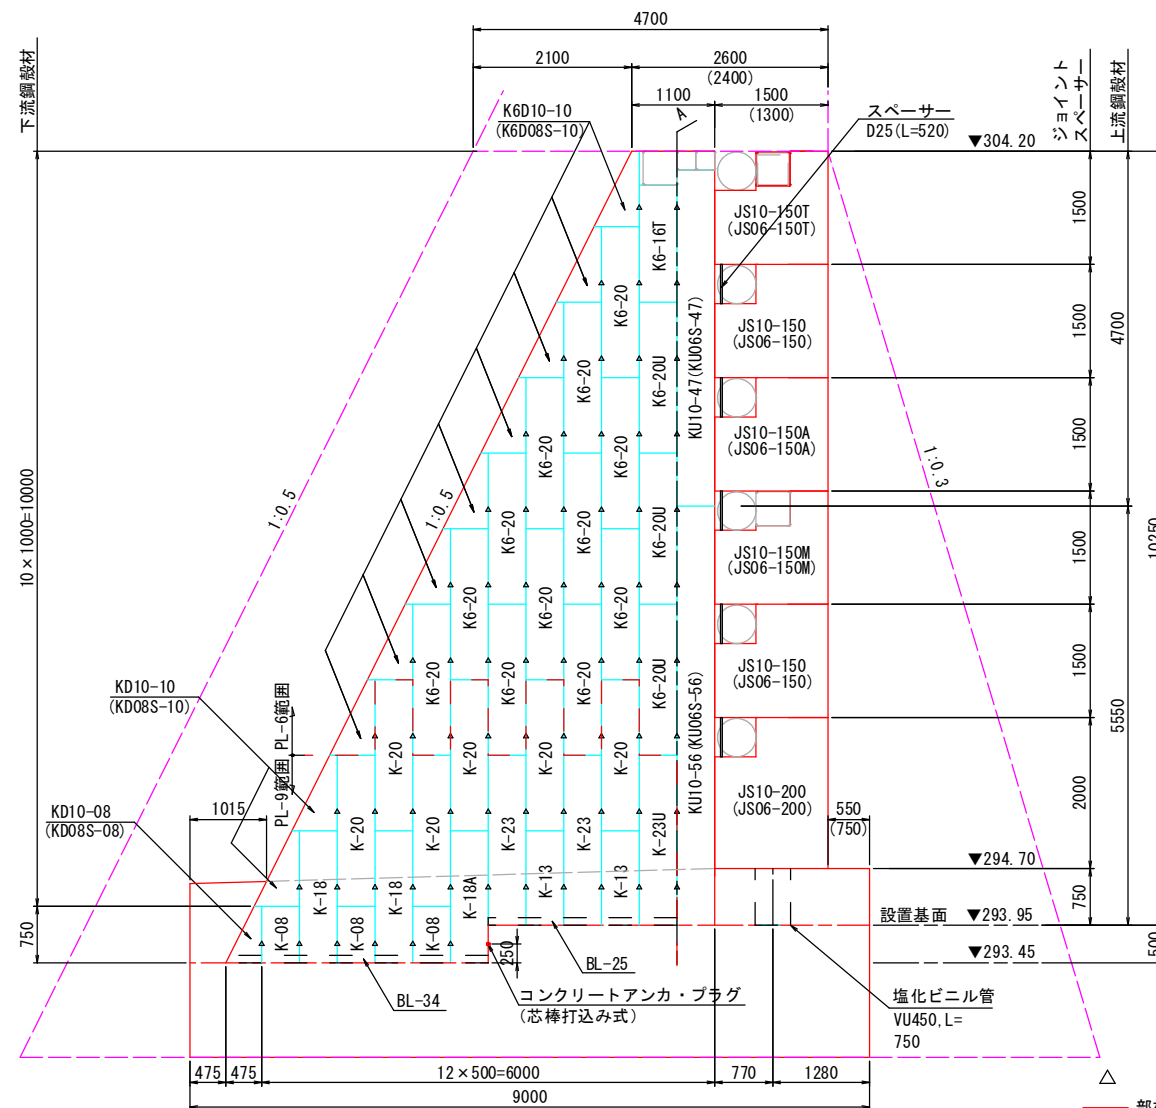 4700
2100
2600
(2400)
1100
1500
(1300)
下流鋼殻材
ジョイント
スペーサー
上流鋼殻材
K6D10-10
(K6D08S-10)
A
スペーサー
D25(L=520)
▼304.20
JS10-150T
(JS06-150T)
1500
K6-16T
K6-20
K6-20
K6-20U
KU10-47(KU06S-47)
JS10-150
(JS06-150)
1500
4700
K6-20
K6-20
JS10-150A
(JS06-150A)
1500
1:0.3
10×1000=10000
1:0.5
1:0.5
K6-20
K6-20
K6-20U
JS10-150M
(JS06-150M)
1500
10250
K6-20
K6-20
K6-20
K6-20
K6-20
K6-20
K6-20U
KU10-56(KU06S-56)
JS10-150
(JS06-150)
1500
5550
KD10-10
(KD08S-10)
PL-6範囲
PL-9範囲
K-20
K-20
K-20
K-20
JS10-200
(JS06-200)
2000
550
(750)
1015
KD10-08
(KD08S-08)
K-20
K-20
K-23
K-23
K-23U
▼294.70
K-18
K-18
K-18A
K-13
K-13
750
750
K-08
K-08
K-08
設置基面 ▼293.95
250
▼293.45
500
BL-25
BL-34
コンクリートアンカ・プラグ
(芯棒打込み式)
塩化ビニル管
VU450,L=
750
475
475
12×500=6000
770
1280
9000